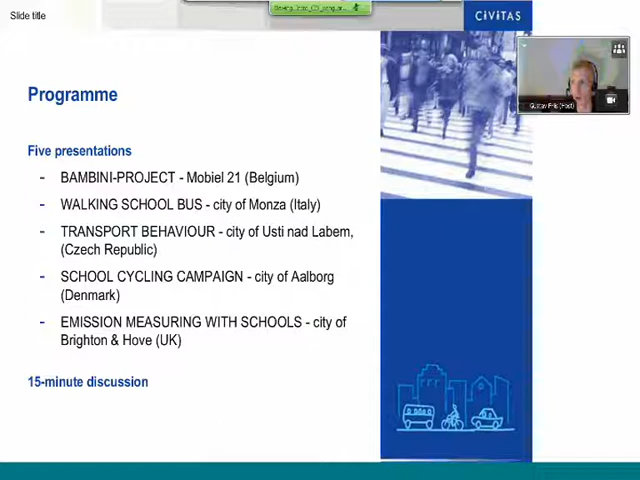 Slide title
CIVITAS
Programme
Five presentations
- BAMBINI-PROJECT - Mobiel 21 (Belgium)
- WALKING SCHOOL BUS - city of Monza (Italy)
- TRANSPORT BEHAVIOUR - city of Usti nad Labem,
(Czech Republic)
- SCHOOL CYCLING CAMPAIGN - city of Aalborg
(Denmark)
- EMISSION MEASURING WITH SCHOOLS - city of
Brighton & Hove (UK)
15-minute discussion
(Host)